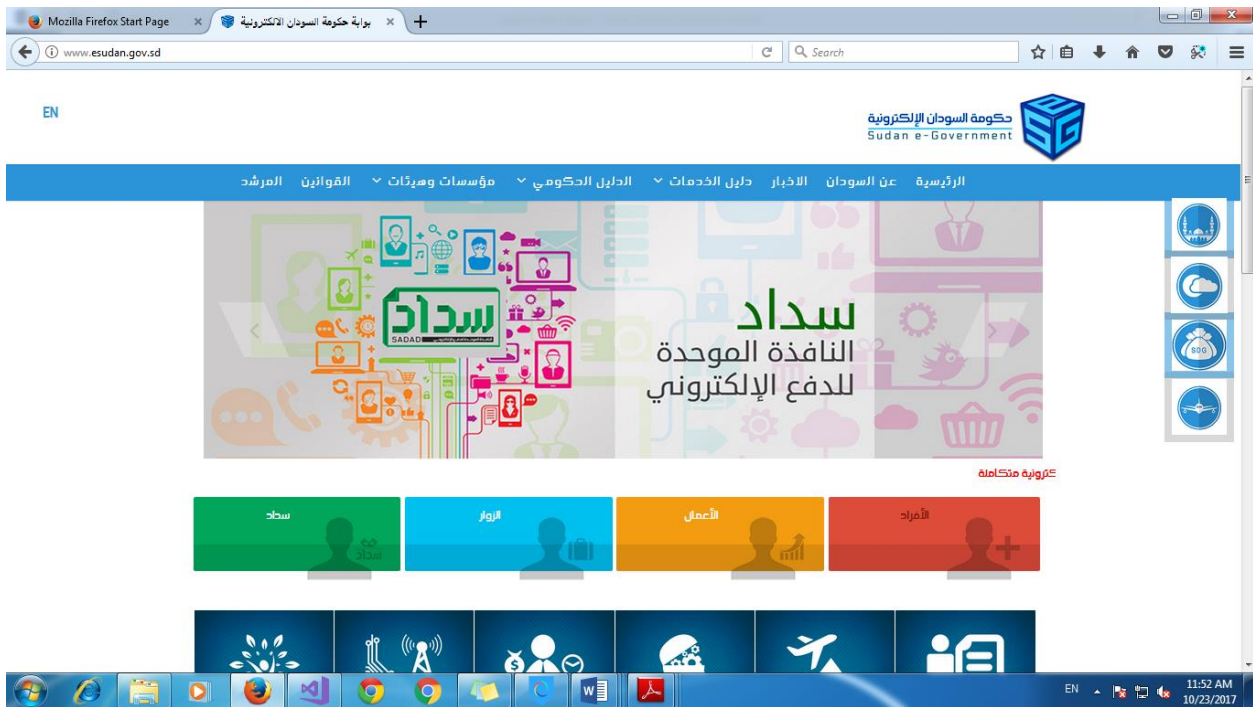 Mozilla Firefox Start Page
بوابة حكومة السودان الالكترونية
www.esudan.gov.sd
Search
EN
حكومة السودان الإلكترونية
Sudan e-Government
الرئيسية عن السودان الاخبار دليل الخدمات الدليل الحكومي مؤسسات وهيئات القوانين المرشد
سداد
SADAD
سداد
النافذة الموحدة
للدفع الإلكتروني
SDG
كترونية متكاملة
الأفراد
الأعمال
الزوار
سداد
سداد
EN
11:52 AM
10/23/2017